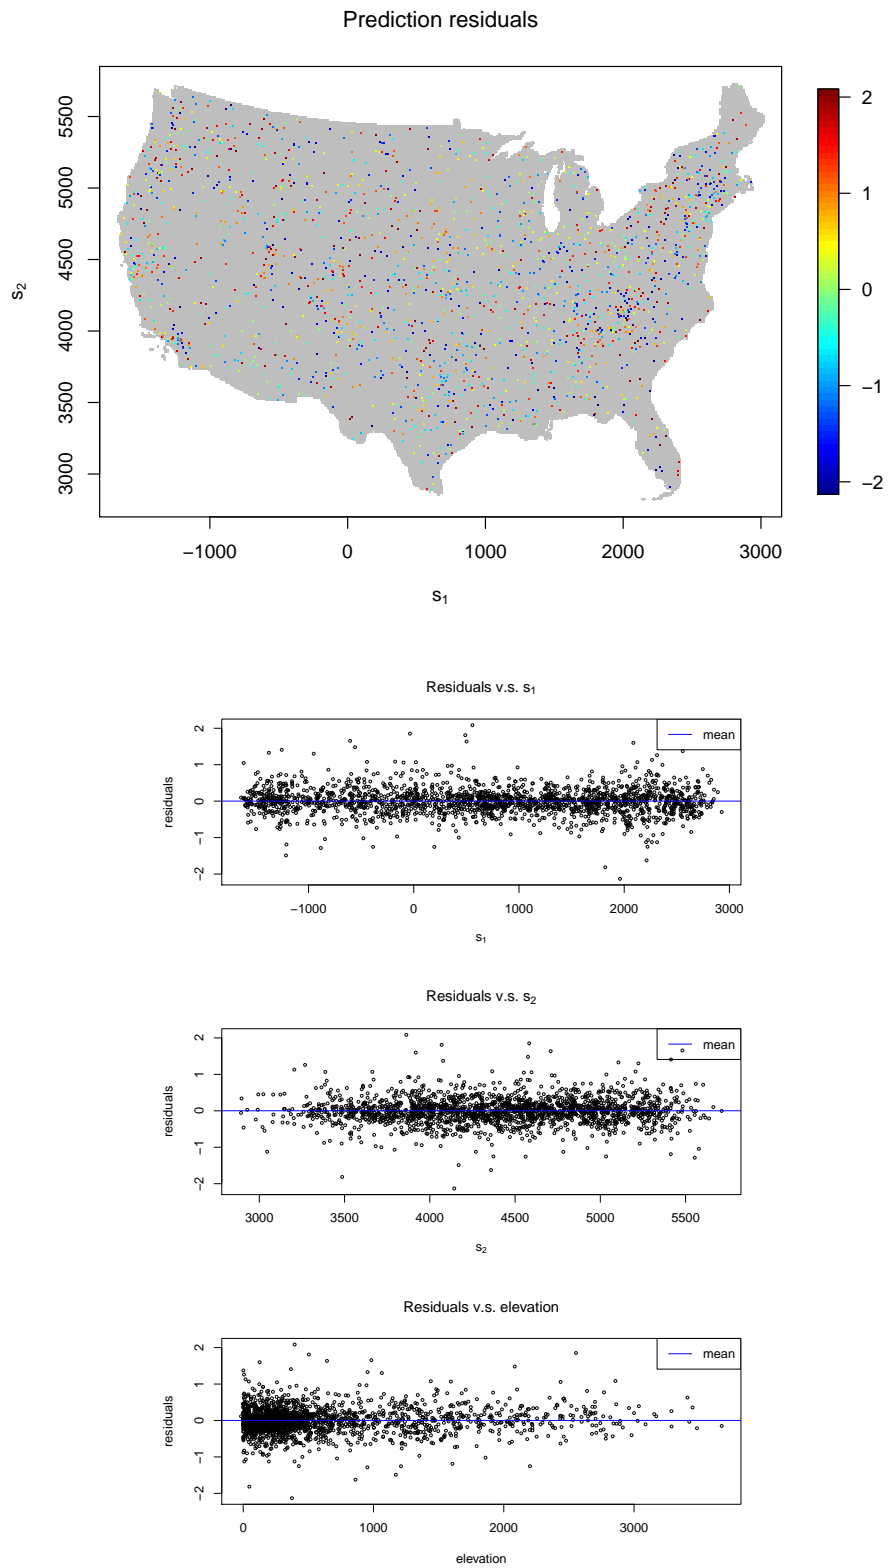 Prediction residuals
s₂
3000 3500 4000 4500 5000 5500
−1000 0 1000 2000 3000
s₁
2
1
0
−1
−2
Residuals v.s. s₁
residuals
−2 −1 0 1 2
mean
−1000 0 1000 2000 3000
s₁
Residuals v.s. s₂
residuals
−2 −1 0 1 2
mean
3000 3500 4000 4500 5000 5500
s₂
Residuals v.s. elevation
residuals
−2 −1 0 1 2
mean
0 1000 2000 3000
elevation